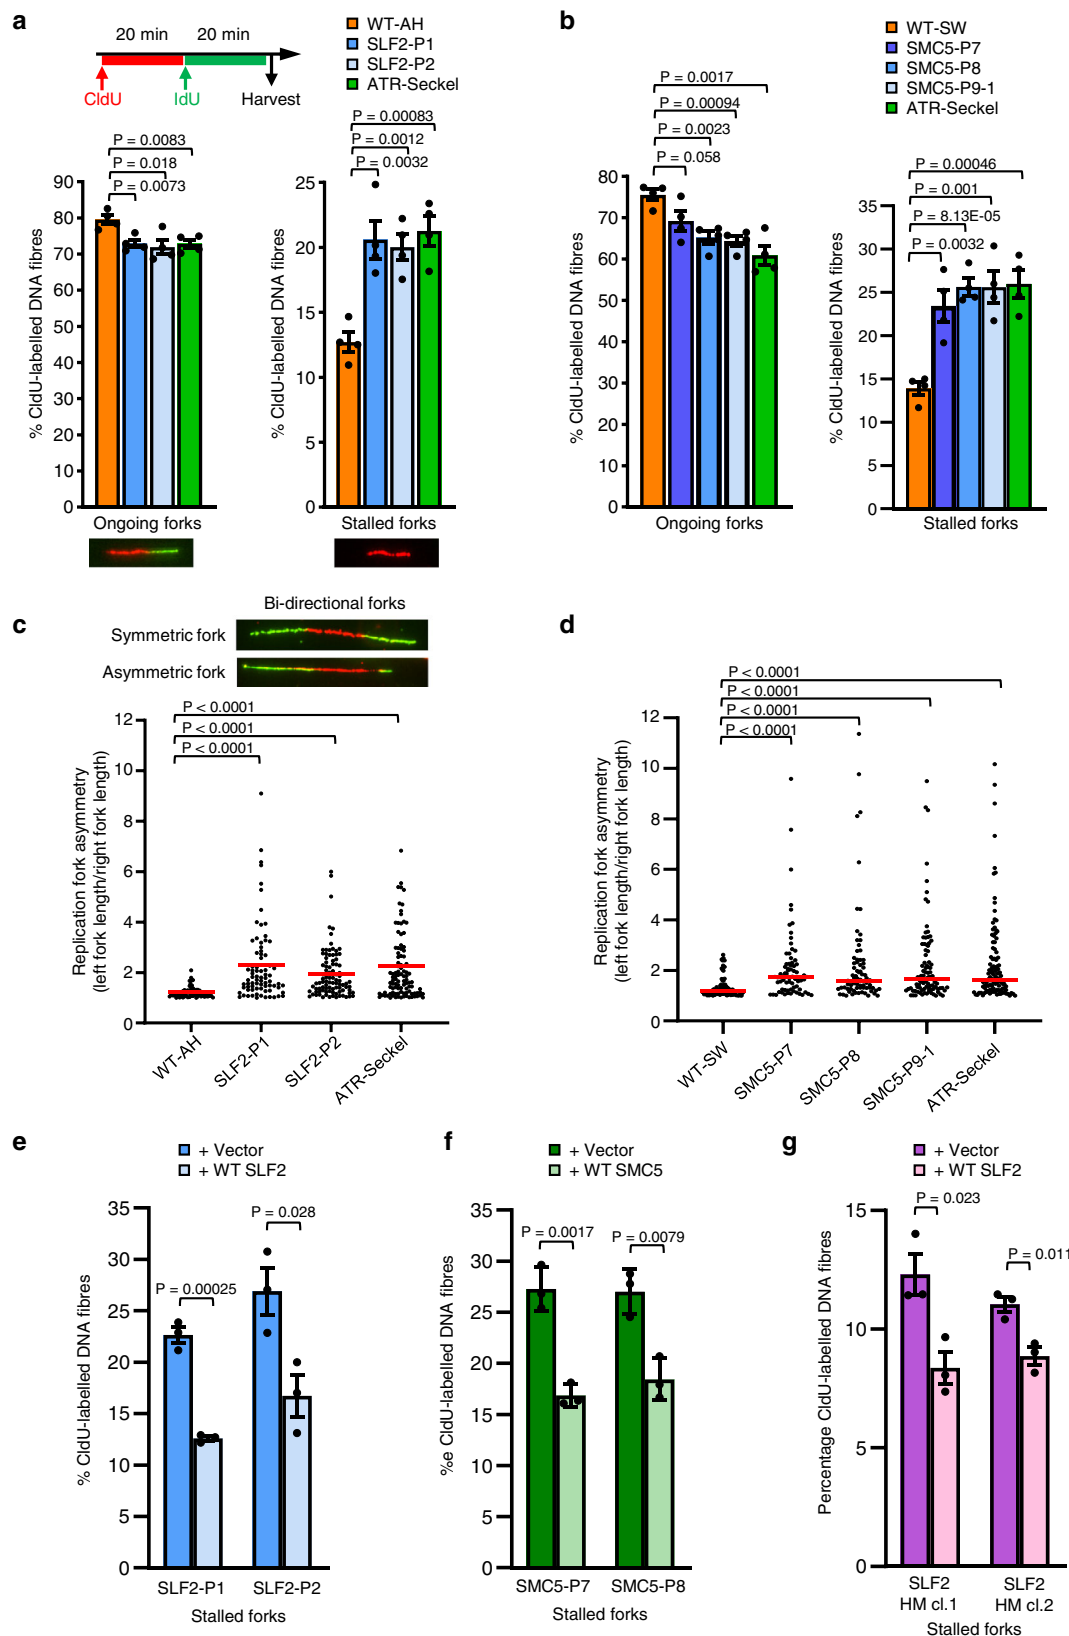 a
20 min 20 min
CldU IdU Harvest
WT-AH
SLF2-P1
SLF2-P2
ATR-Seckel
P = 0.0083
P = 0.018
P = 0.0073
% CldU-labelled DNA fibres
90
80
70
60
50
40
30
20
10
0
Ongoing forks
P = 0.00083
P = 0.0012
P = 0.0032
% CldU-labelled DNA fibres
25
20
15
10
5
0
Stalled forks
b
WT-SW
SMC5-P7
SMC5-P8
SMC5-P9-1
ATR-Seckel
P = 0.0017
P = 0.00094
P = 0.0023
P = 0.058
% CldU-labelled DNA fibres
80
70
60
50
40
30
20
10
0
Ongoing forks
P = 0.00046
P = 0.001
P = 8.13E-05
P = 0.0032
% CldU-labelled DNA fibres
35
30
25
20
15
10
5
0
Stalled forks
c
Bi-directional forks
Symmetric fork
Asymmetric fork
P < 0.0001
P < 0.0001
P < 0.0001
Replication fork asymmetry
(left fork length/right fork length)
12
10
8
6
4
2
0
WT-AH
SLF2-P1
SLF2-P2
ATR-Seckel
d
P < 0.0001
P < 0.0001
P < 0.0001
P < 0.0001
Replication fork asymmetry
(left fork length/right fork length)
12
10
8
6
4
2
0
WT-SW
SMC5-P7
SMC5-P8
SMC5-P9-1
ATR-Seckel
e
+ Vector
+ WT SLF2
P = 0.028
P = 0.00025
% CldU-labelled DNA fibres
35
30
25
20
15
10
5
0
SLF2-P1 SLF2-P2
Stalled forks
f
+ Vector
+ WT SMC5
P = 0.0017 P = 0.0079
%e CldU-labelled DNA fibres
35
30
25
20
15
10
5
0
SMC5-P7 SMC5-P8
Stalled forks
g
+ Vector
+ WT SLF2
P = 0.023
P = 0.011
Percentage CldU-labelled DNA fibres
15
10
5
0
SLF2 SLF2
HM cl.1 HM cl.2
Stalled forks